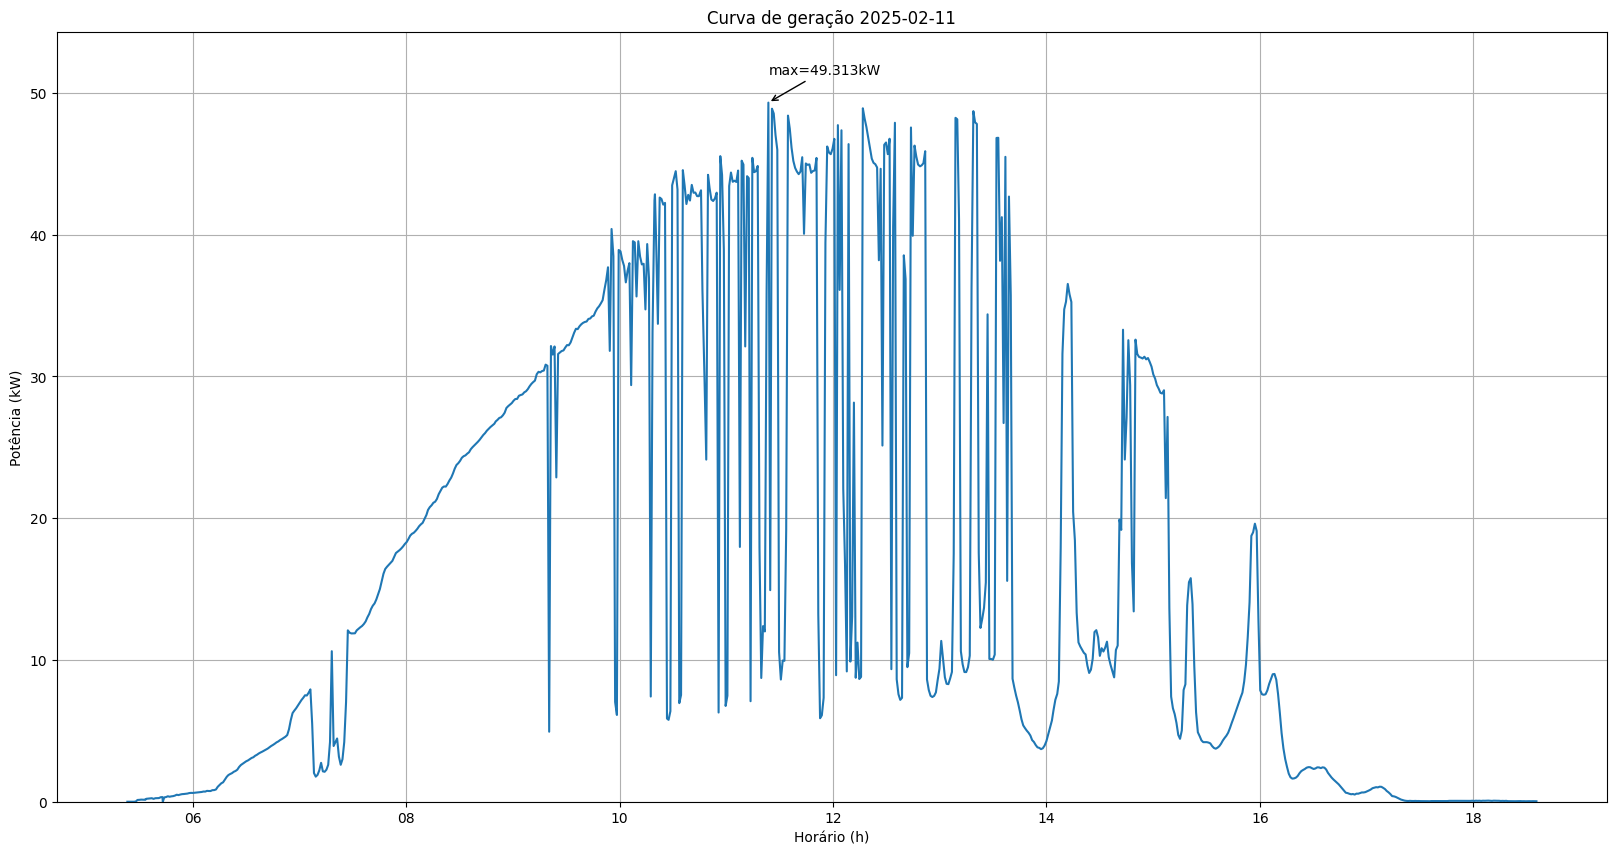 Curva de geração 2025-02-11
max=49.313kW
50
40
30
20
10
0
Potência (kW)
06 08 10 12 14 16 18
Horário (h)